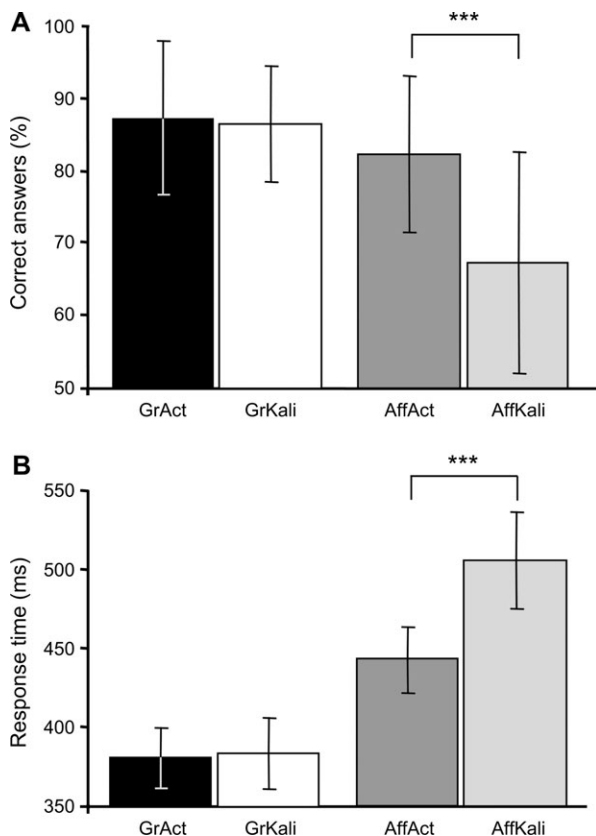 A
***
Correct answers (%)
100
90
80
70
60
50
GrAct GrKali AffAct AffKali
B
***
Response time (ms)
550
500
450
400
350
GrAct GrKali AffAct AffKali